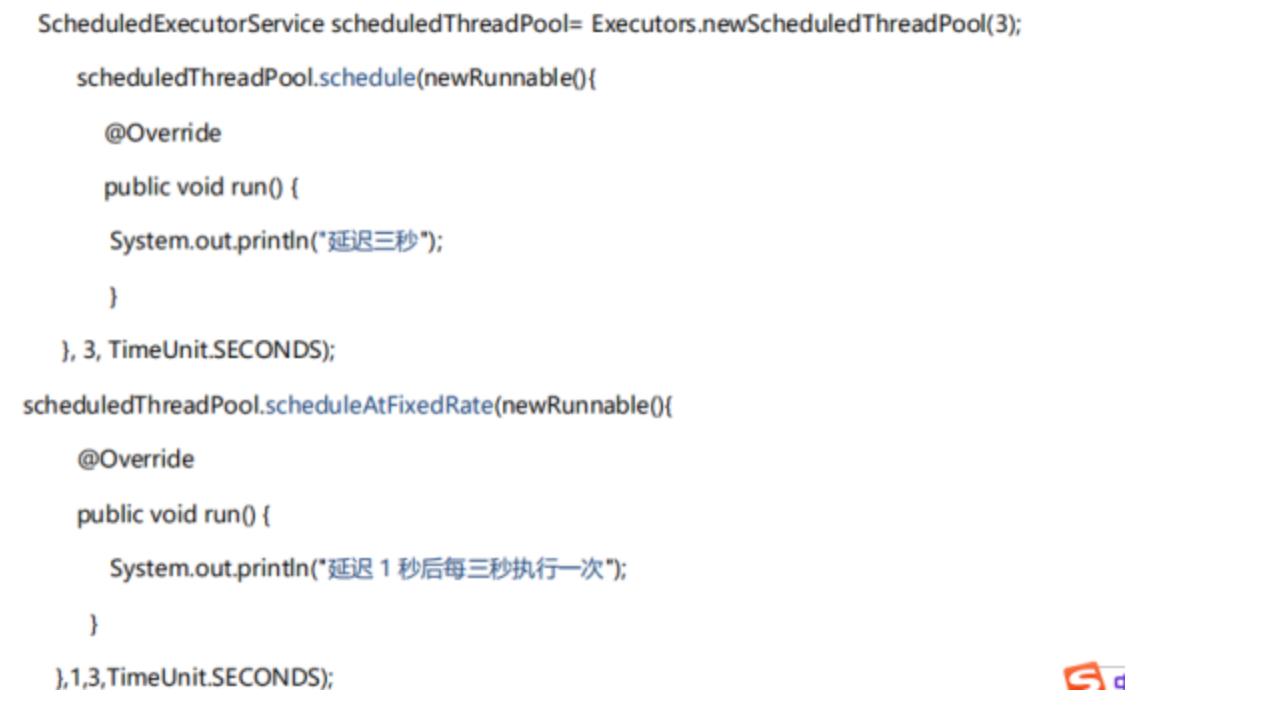 ScheduledExecutorService scheduledThreadPool= Executors.newScheduledThreadPool(3);
scheduledThreadPool.schedule(newRunnable(){
@Override
public void run() {
System.out.println("延迟三秒");
}
}, 3, TimeUnit.SECONDS);
scheduledThreadPool.scheduleAtFixedRate(newRunnable(){
@Override
public void run() {
System.out.println("延迟 1 秒后每三秒执行一次");
}
},1,3,TimeUnit.SECONDS);